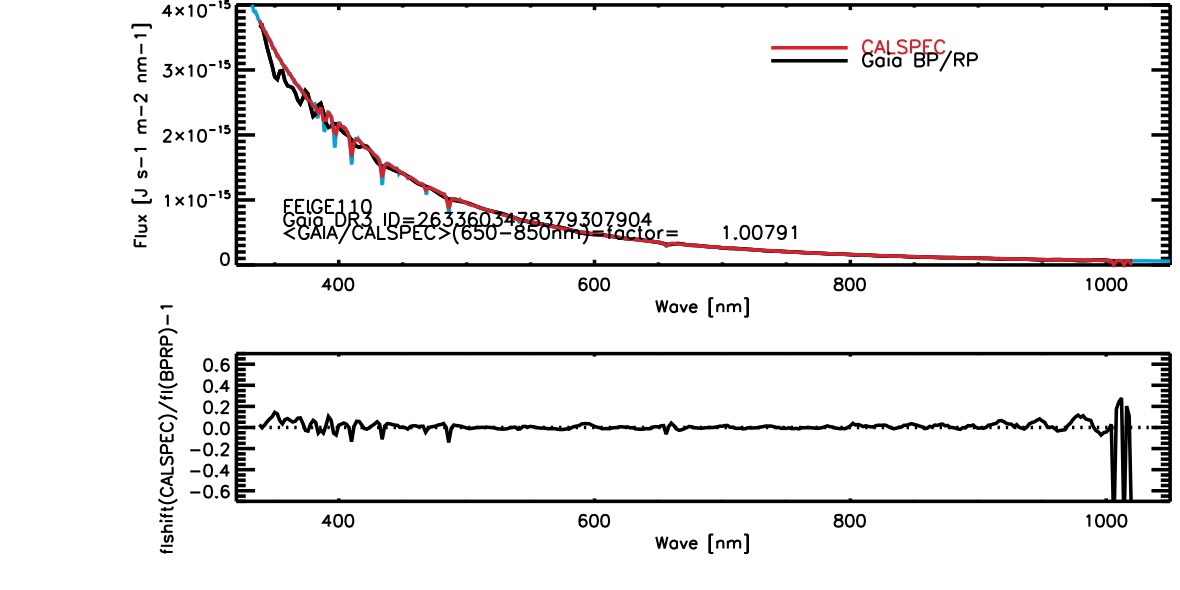 4×10−15
3×10−15
2×10−15
1×10−15
0
Flux [J s−1 m−2 nm−1]
CALSPEC
Gaia BP/RP
FEIGE110
Gaia DR3 ID=2633603478379307904
<GAIA/CALSPEC>(650−850nm)=factor= 1.00791
400 600 800 1000
Wave [nm]
flshift(CALSPEC)/fl(BPRP)−1
0.6
0.4
0.2
0.0
−0.2
−0.4
−0.6
400 600 800 1000
Wave [nm]